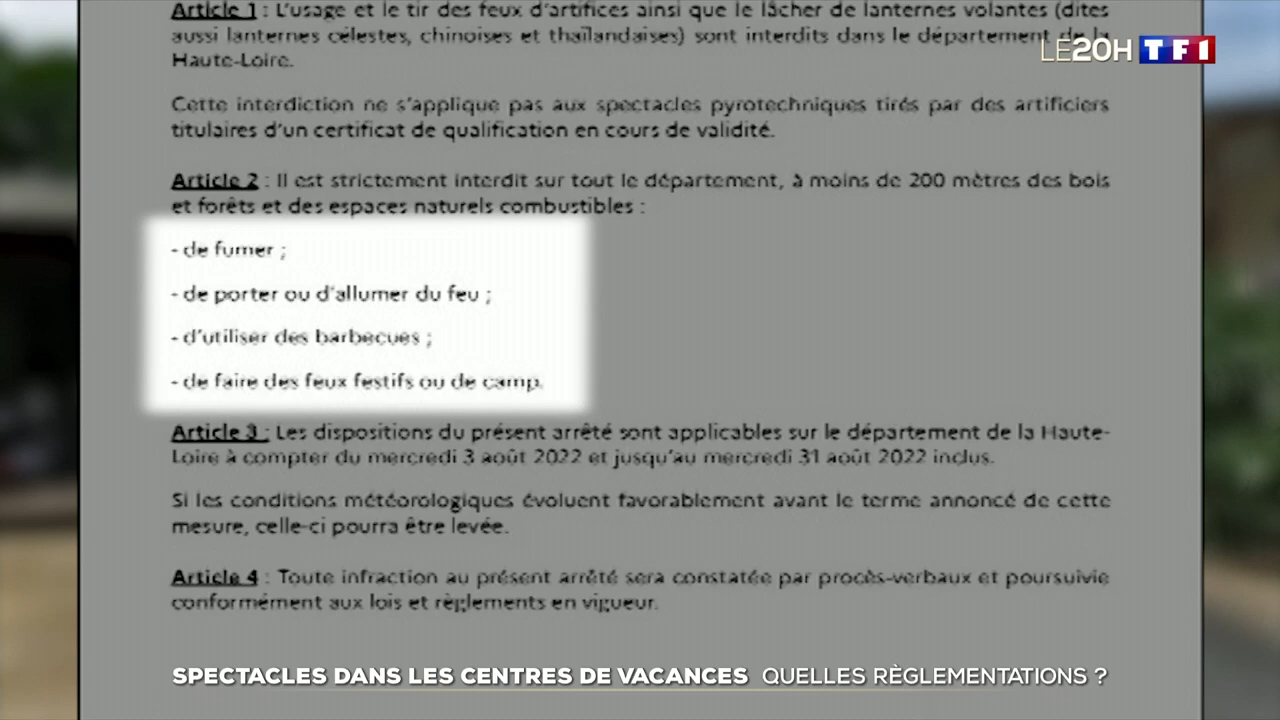 Article 1 : L'usage et le tir des feux d'artifices ainsi que le lâcher de lanternes volantes (dites
aussi lanternes célestes, chinoises et thaïlandaises) sont interdits dans le département de la
Haute-Loire.
LE20H TF1
Cette interdiction ne s'applique pas aux spectacles pyrotechniques tirés par des artificiers
titulaires d'un certificat de qualification en cours de validité.
Article 2 : Il est strictement interdit sur tout le département, à moins de 200 mètres des bois
et forêts et des espaces naturels combustibles :
- de fumer ;
- de porter ou d'allumer du feu ;
- d'utiliser des barbecues ;
- de faire des feux festifs ou de camp.
Article 3 : Les dispositions du présent arrêté sont applicables sur le département de la Haute-
Loire à compter du mercredi 3 août 2022 et jusqu'au mercredi 31 août 2022 inclus.
Si les conditions météorologiques évoluent favorablement avant le terme annoncé de cette
mesure, celle-ci pourra être levée.
Article 4 : Toute infraction au présent arrêté sera constatée par procès-verbaux et poursuivie
conformément aux lois et règlements en vigueur.
SPECTACLES DANS LES CENTRES DE VACANCES QUELLES RÈGLEMENTATIONS ?